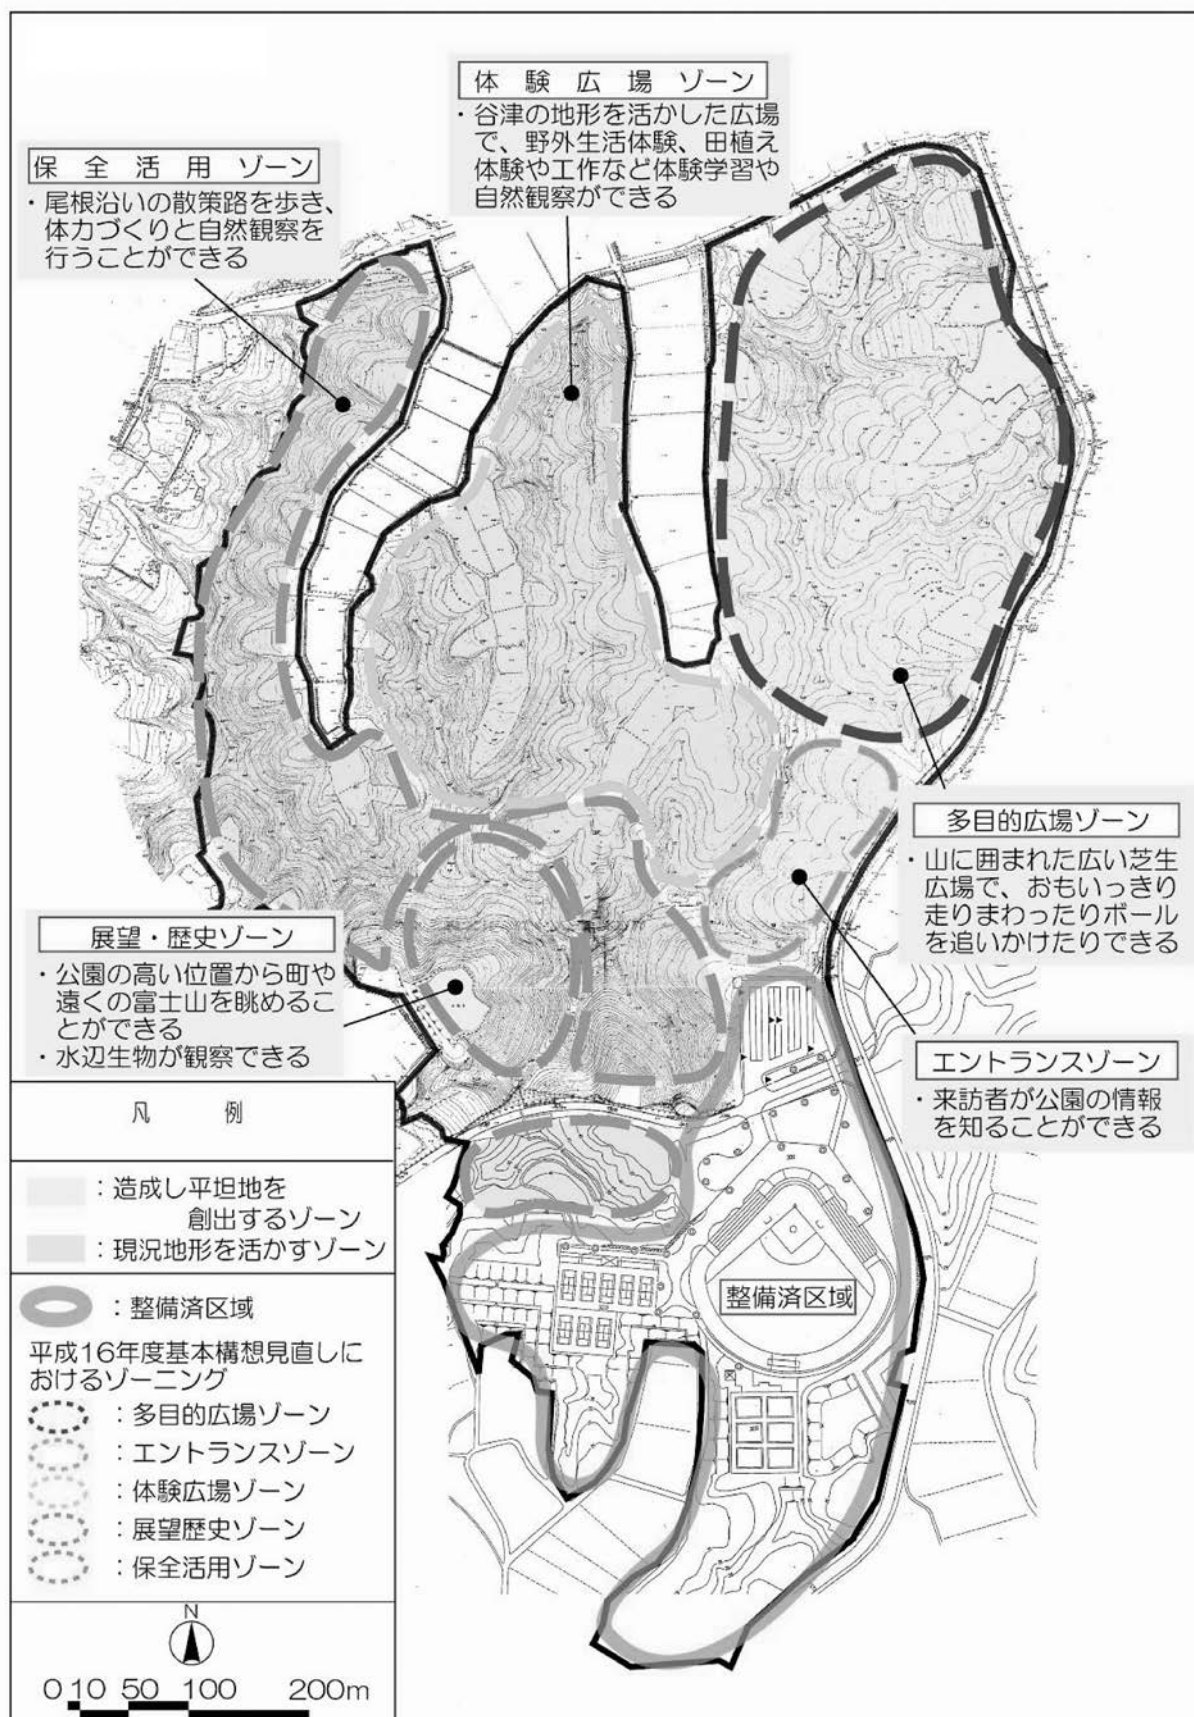 体験広場ゾーン
・谷津の地形を活かした広場
で、野外生活体験、田植え
体験や工作など体験学習や
自然観察ができる
保全活用ゾーン
・尾根沿いの散策路を歩き、
体力づくりと自然観察を
行うことができる
多目的広場ゾーン
・山に囲まれた広い芝生
広場で、おもいっきり
走りまわったりボール
を追いかけたりできる
展望・歴史ゾーン
・公園の高い位置から町や
遠くの富士山を眺めるこ
とができる
・水辺生物が観察できる
エントランスゾーン
・来訪者が公園の情報
を知ることができる
整備済区域
凡例
：造成し平坦地を
創出するゾーン
：現況地形を活かすゾーン
：整備済区域
平成16年度基本構想見直しに
おけるゾーニング
：多目的広場ゾーン
：エントランスゾーン
：体験広場ゾーン
：展望歴史ゾーン
：保全活用ゾーン
N
0 10 50 100 200m